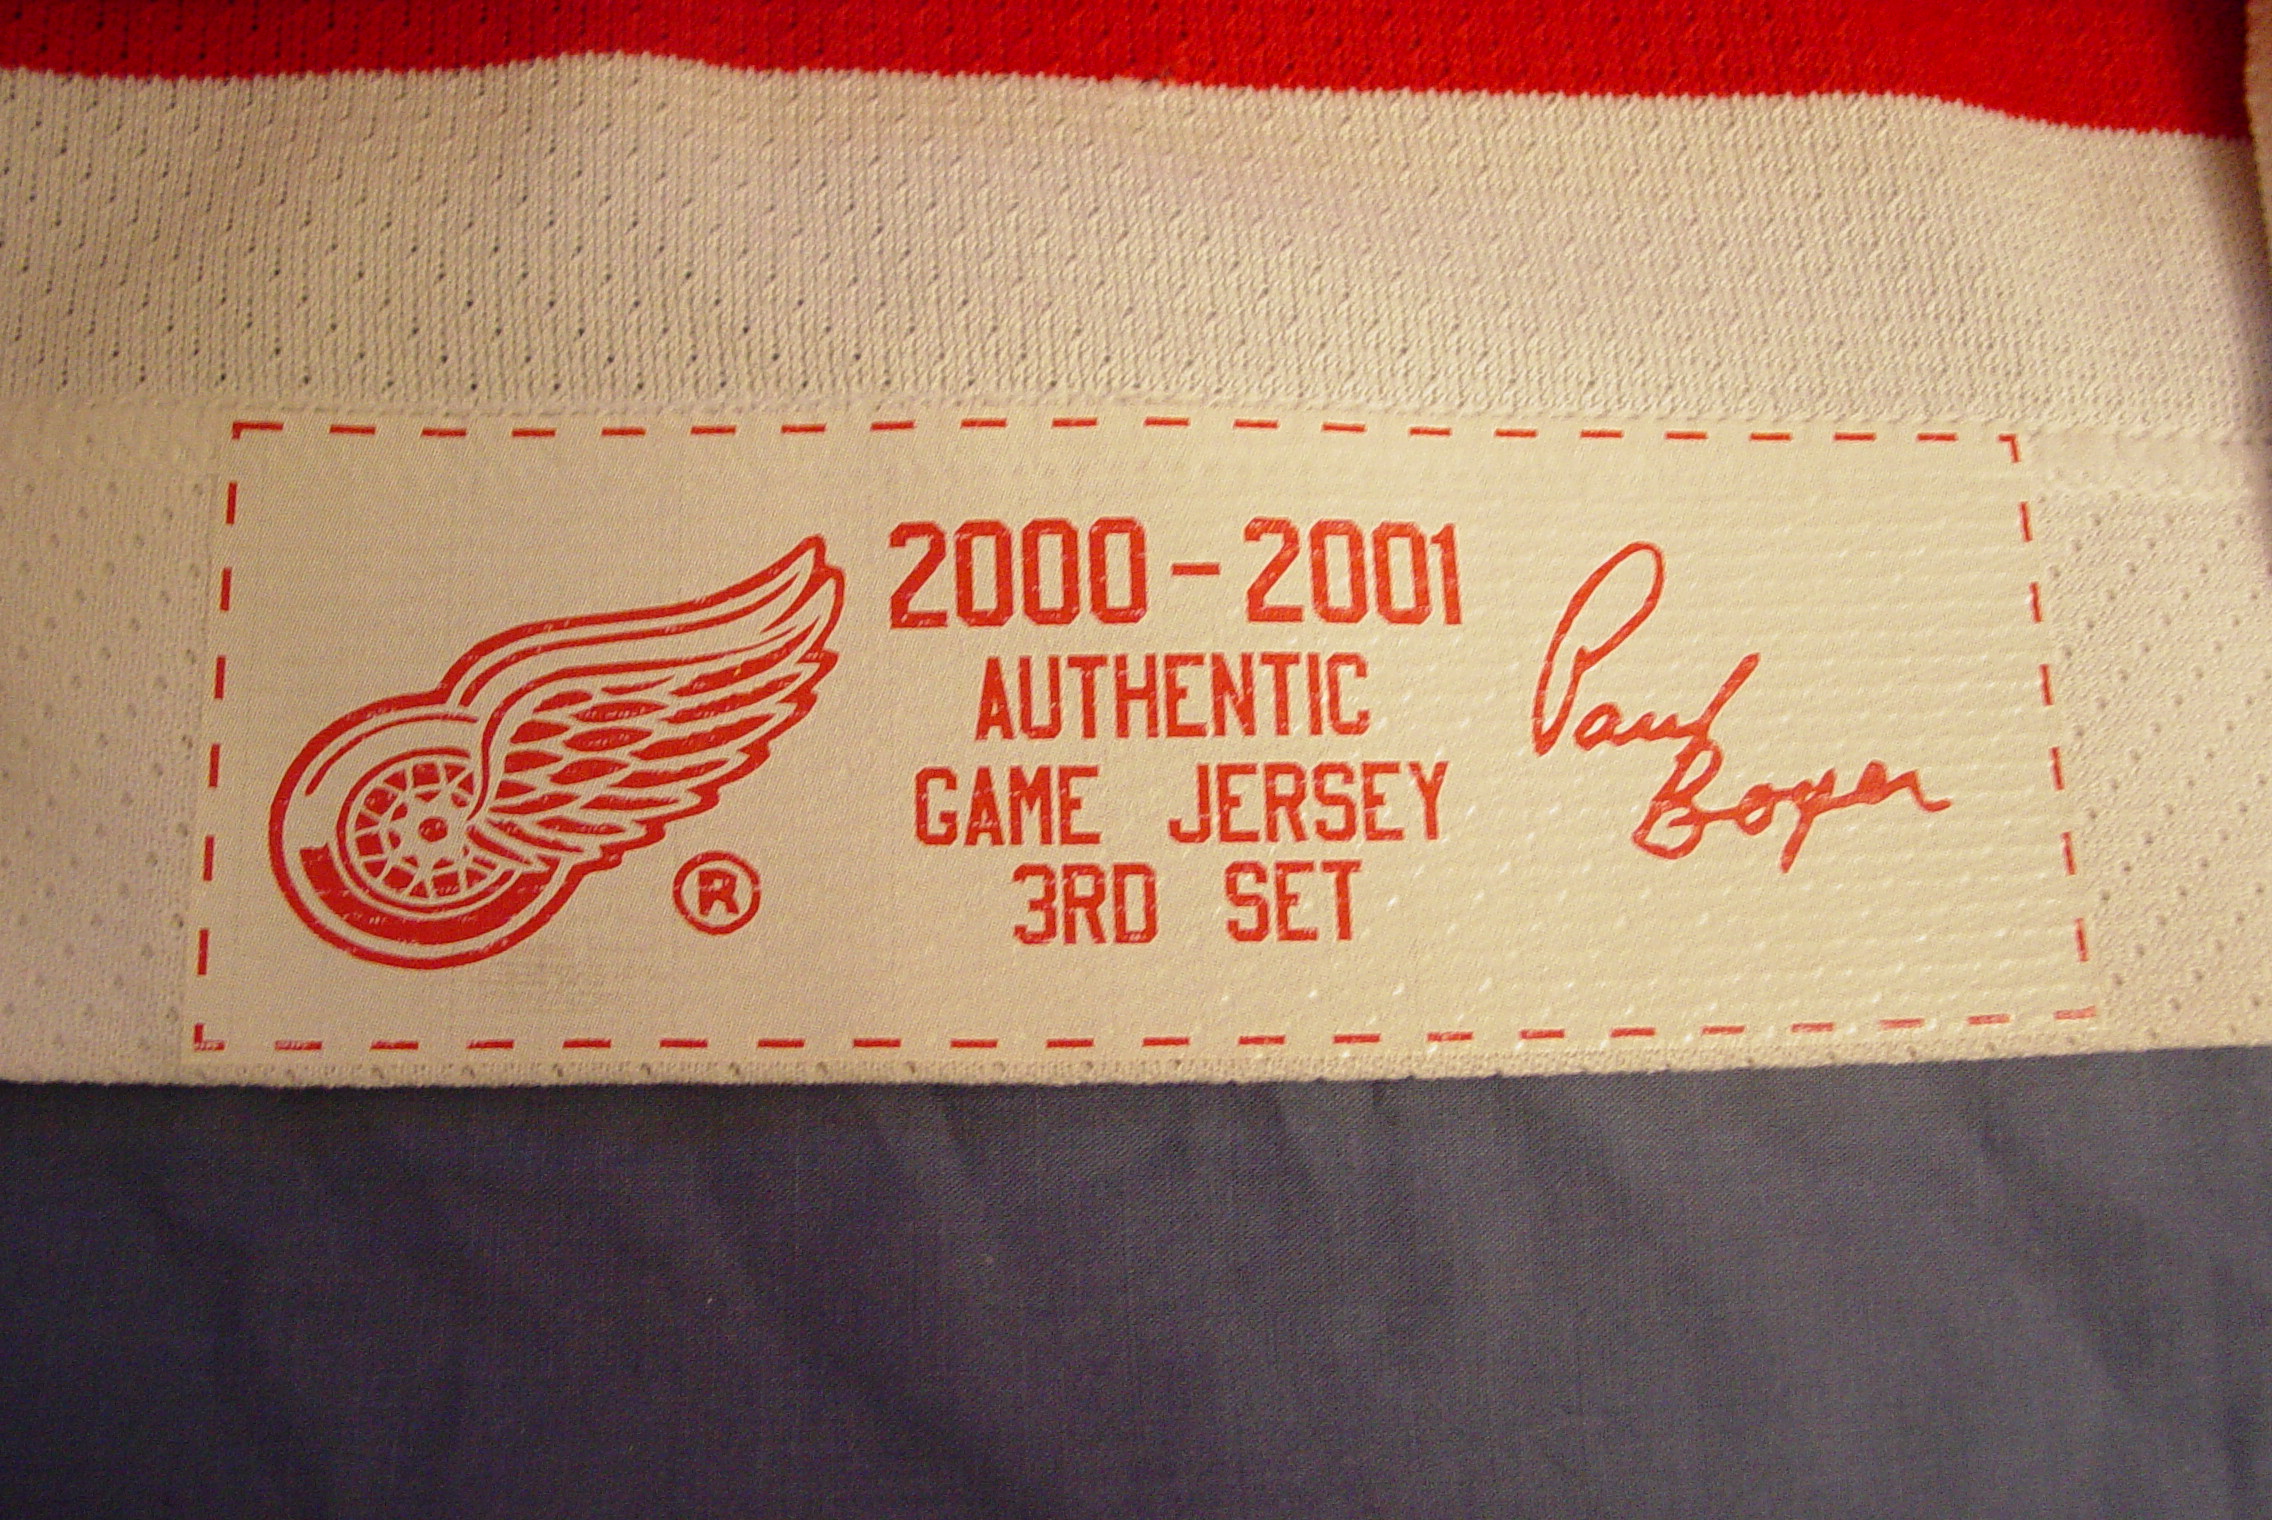 2000-2001
AUTHENTIC
GAME JERSEY
3RD SET
®
Paul
Boyer